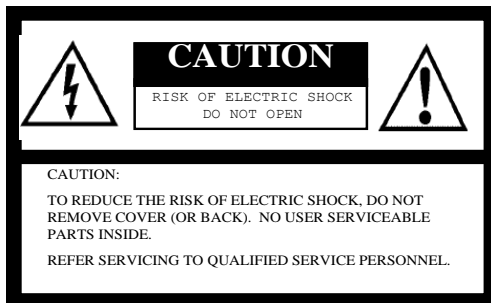 CAUTION
RISK OF ELECTRIC SHOCK
DO NOT OPEN
CAUTION:
TO REDUCE THE RISK OF ELECTRIC SHOCK, DO NOT
REMOVE COVER (OR BACK). NO USER SERVICEABLE
PARTS INSIDE.
REFER SERVICING TO QUALIFIED SERVICE PERSONNEL.